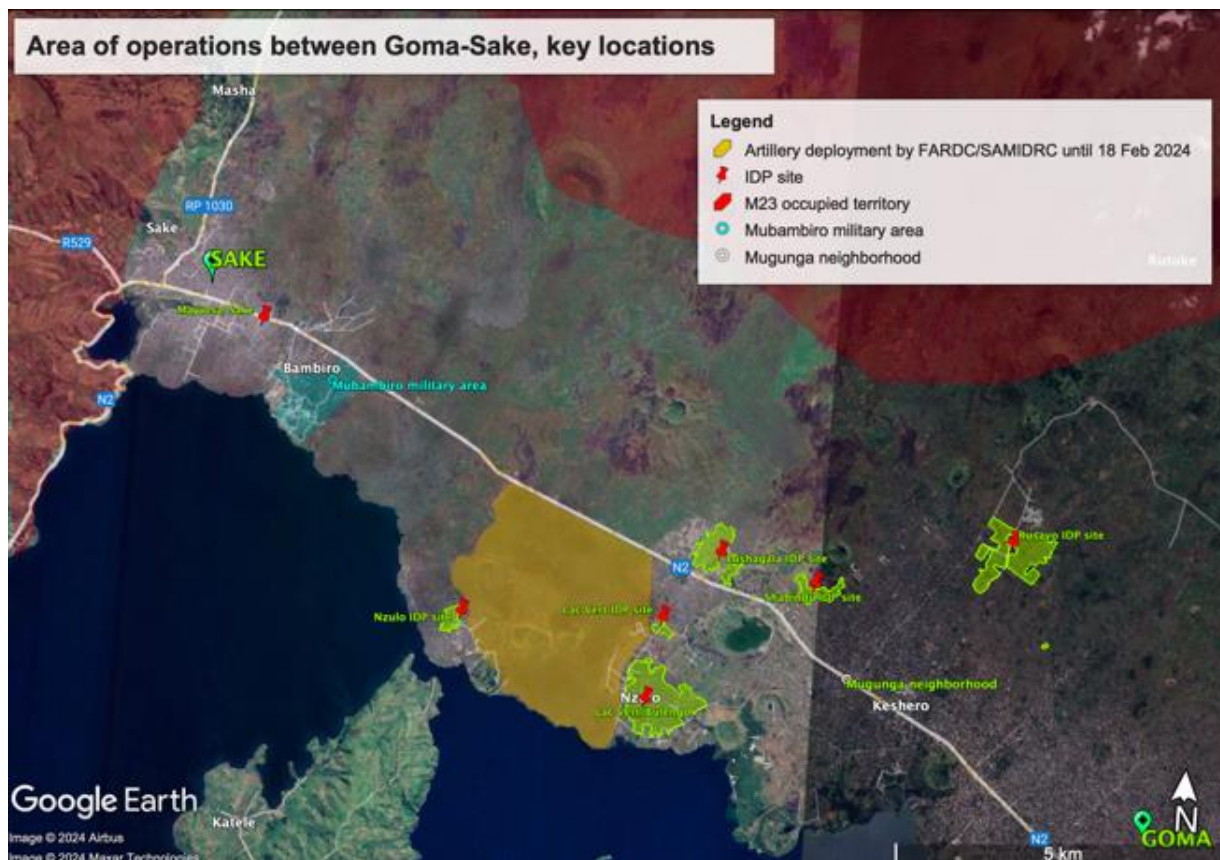 Area of operations between Goma-Sake, key locations
Masha
Legend
Artillery deployment by FARDC/SAMIDRC until 18 Feb 2024
IDP site
M23 occupied territory
Mubambiro military area
Mugunga neighborhood
RP 1030
Sake
R529
SAKE
Bambiro
Mubambiro military area
N2
Rusayo IDP site
Lushagala IDP site
N2
Nzulo IDP site
Lac Vert IDP site
Mugunga neighborhood
Keshero
Google Earth
Katele
Image © 2024 Airbus
Image © 2024 Maxar Technologies
N
N2
GOMA
5 km